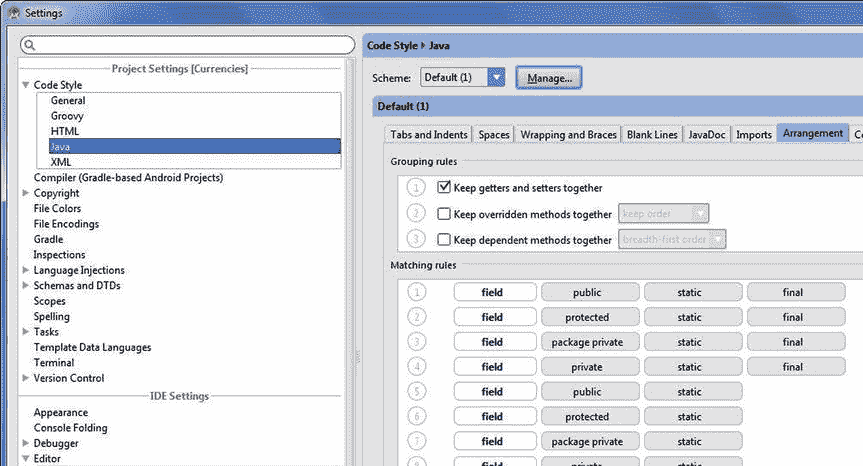 Settings
Project Settings [Currencies]
Code Style
General
Groovy
HTML
Java
XML
Compiler (Gradle-based Android Projects)
Copyright
File Colors
File Encodings
Gradle
Inspections
Language Injections
Schemas and DTDs
Scopes
Spelling
Tasks
Template Data Languages
Terminal
Version Control
IDE Settings
Appearance
Console Folding
Debugger
Editor
Code Style Java
Scheme: Default (1) Manage...
Default (1)
Tabs and Indents Spaces Wrapping and Braces Blank Lines JavaDoc Imports Arrangement
Grouping rules
1 Keep getters and setters together
2 Keep overridden methods together keep order
3 Keep dependent methods together breadth-first order
Matching rules
1 field public static final
2 field protected static final
3 field package private static final
4 field private static final
5 field public static
6 field protected static
7 field package private static
8 field private static